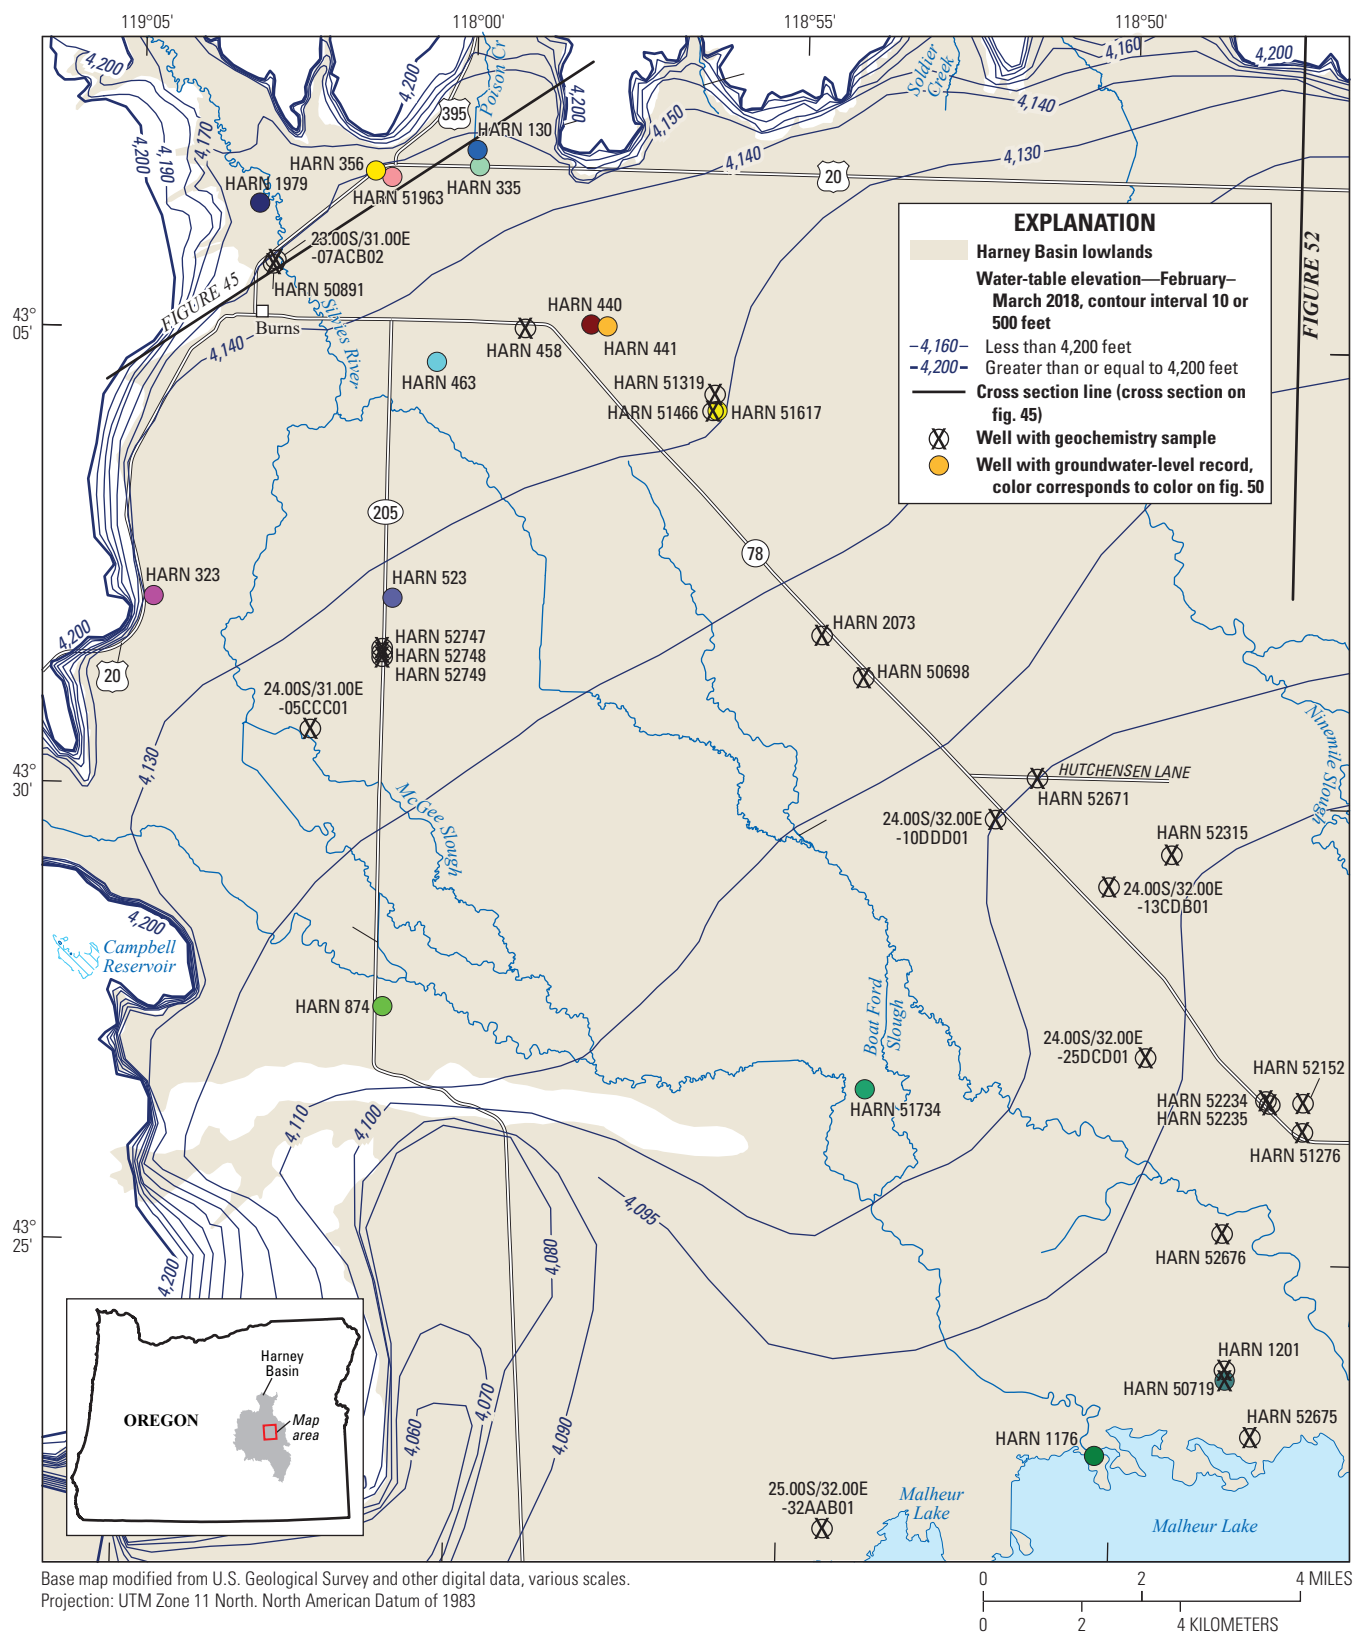 119°05'
118°00'
118°55'
118°50'
4,200
4,200
4,190
4,170
4,200
395
Poison Cr
4,200
4,150
4,140
Soldier
Creek
4,160
4,200
4,140
4,130
HARN 130
HARN 356
HARN 51963
HARN 335
HARN 1979
20
23.00S/31.00E
-07ACB02
HARN 50891
FIGURE 45
Burns
Silvies River
4,140
43°
05'
HARN 440
HARN 441
HARN 458
HARN 463
HARN 51319
HARN 51466
HARN 51617
EXPLANATION
Harney Basin lowlands
Water-table elevation—February–
March 2018, contour interval 10 or
500 feet
4,160
Less than 4,200 feet
4,200
Greater than or equal to 4,200 feet
Cross section line (cross section on
fig. 45)
Well with geochemistry sample
Well with groundwater-level record,
color corresponds to color on fig. 50
FIGURE 52
205
78
HARN 323
HARN 523
4,200
20
HARN 52747
HARN 52748
HARN 52749
24.00S/31.00E
-05CCC01
HARN 2073
HARN 50698
4,130
43°
30'
McGee Slough
HUTCHENSEN LANE
HARN 52671
Ninemile Slough
24.00S/32.00E
-10DDD01
HARN 52315
24.00S/32.00E
-13CDB01
4,200
Campbell
Reservoir
HARN 874
Boat Ford
Slough
24.00S/32.00E
-25DCD01
HARN 52152
HARN 52234
HARN 52235
HARN 51276
HARN 51734
4,110
4,100
4,095
43°
25'
4,200
4,080
HARN 52676
Harney
Basin
OREGON
Map
area
4,060
4,070
4,090
HARN 1201
HARN 50719
HARN 52675
HARN 1176
25.00S/32.00E
-32AAB01
Malheur
Lake
Malheur Lake
Base map modified from U.S. Geological Survey and other digital data, various scales.
Projection: UTM Zone 11 North. North American Datum of 1983
0 2 4 MILES
0 2 4 KILOMETERS